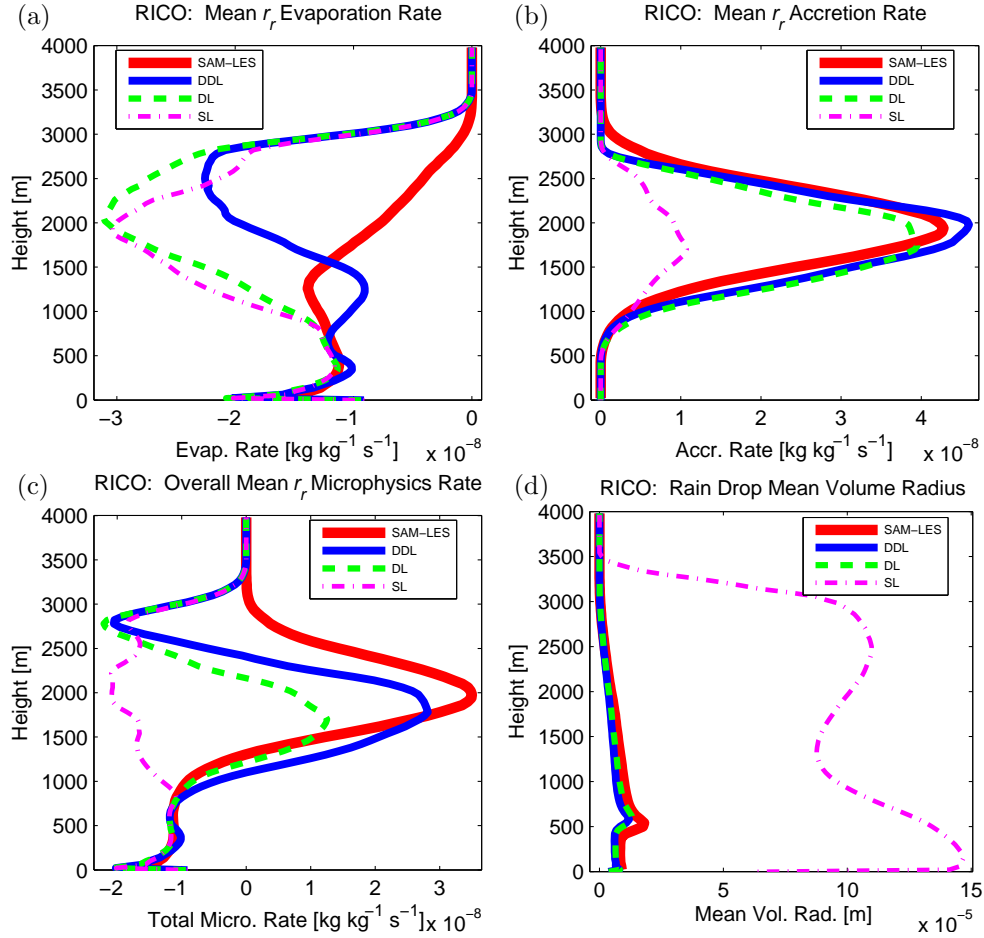 (a) RICO: Mean r_r Evaporation Rate
4000
3500
3000
2500
2000
1500
1000
500
0
Height [m]
SAM−LES
DDL
DL
SL
−3 −2 −1 0
Evap. Rate [kg kg⁻¹ s⁻¹] x 10⁻⁸
(b) RICO: Mean r_r Accretion Rate
4000
3500
3000
2500
2000
1500
1000
500
0
Height [m]
SAM−LES
DDL
DL
SL
0 1 2 3 4
Accr. Rate [kg kg⁻¹ s⁻¹] x 10⁻⁸
(c) RICO: Overall Mean r_r Microphysics Rate
4000
3500
3000
2500
2000
1500
1000
500
0
Height [m]
SAM−LES
DDL
DL
SL
−2 −1 0 1 2 3
Total Micro. Rate [kg kg⁻¹ s⁻¹] x 10⁻⁸
(d) RICO: Rain Drop Mean Volume Radius
4000
3500
3000
2500
2000
1500
1000
500
0
Height [m]
SAM−LES
DDL
DL
SL
0 5 10 15
Mean Vol. Rad. [m] x 10⁻⁵